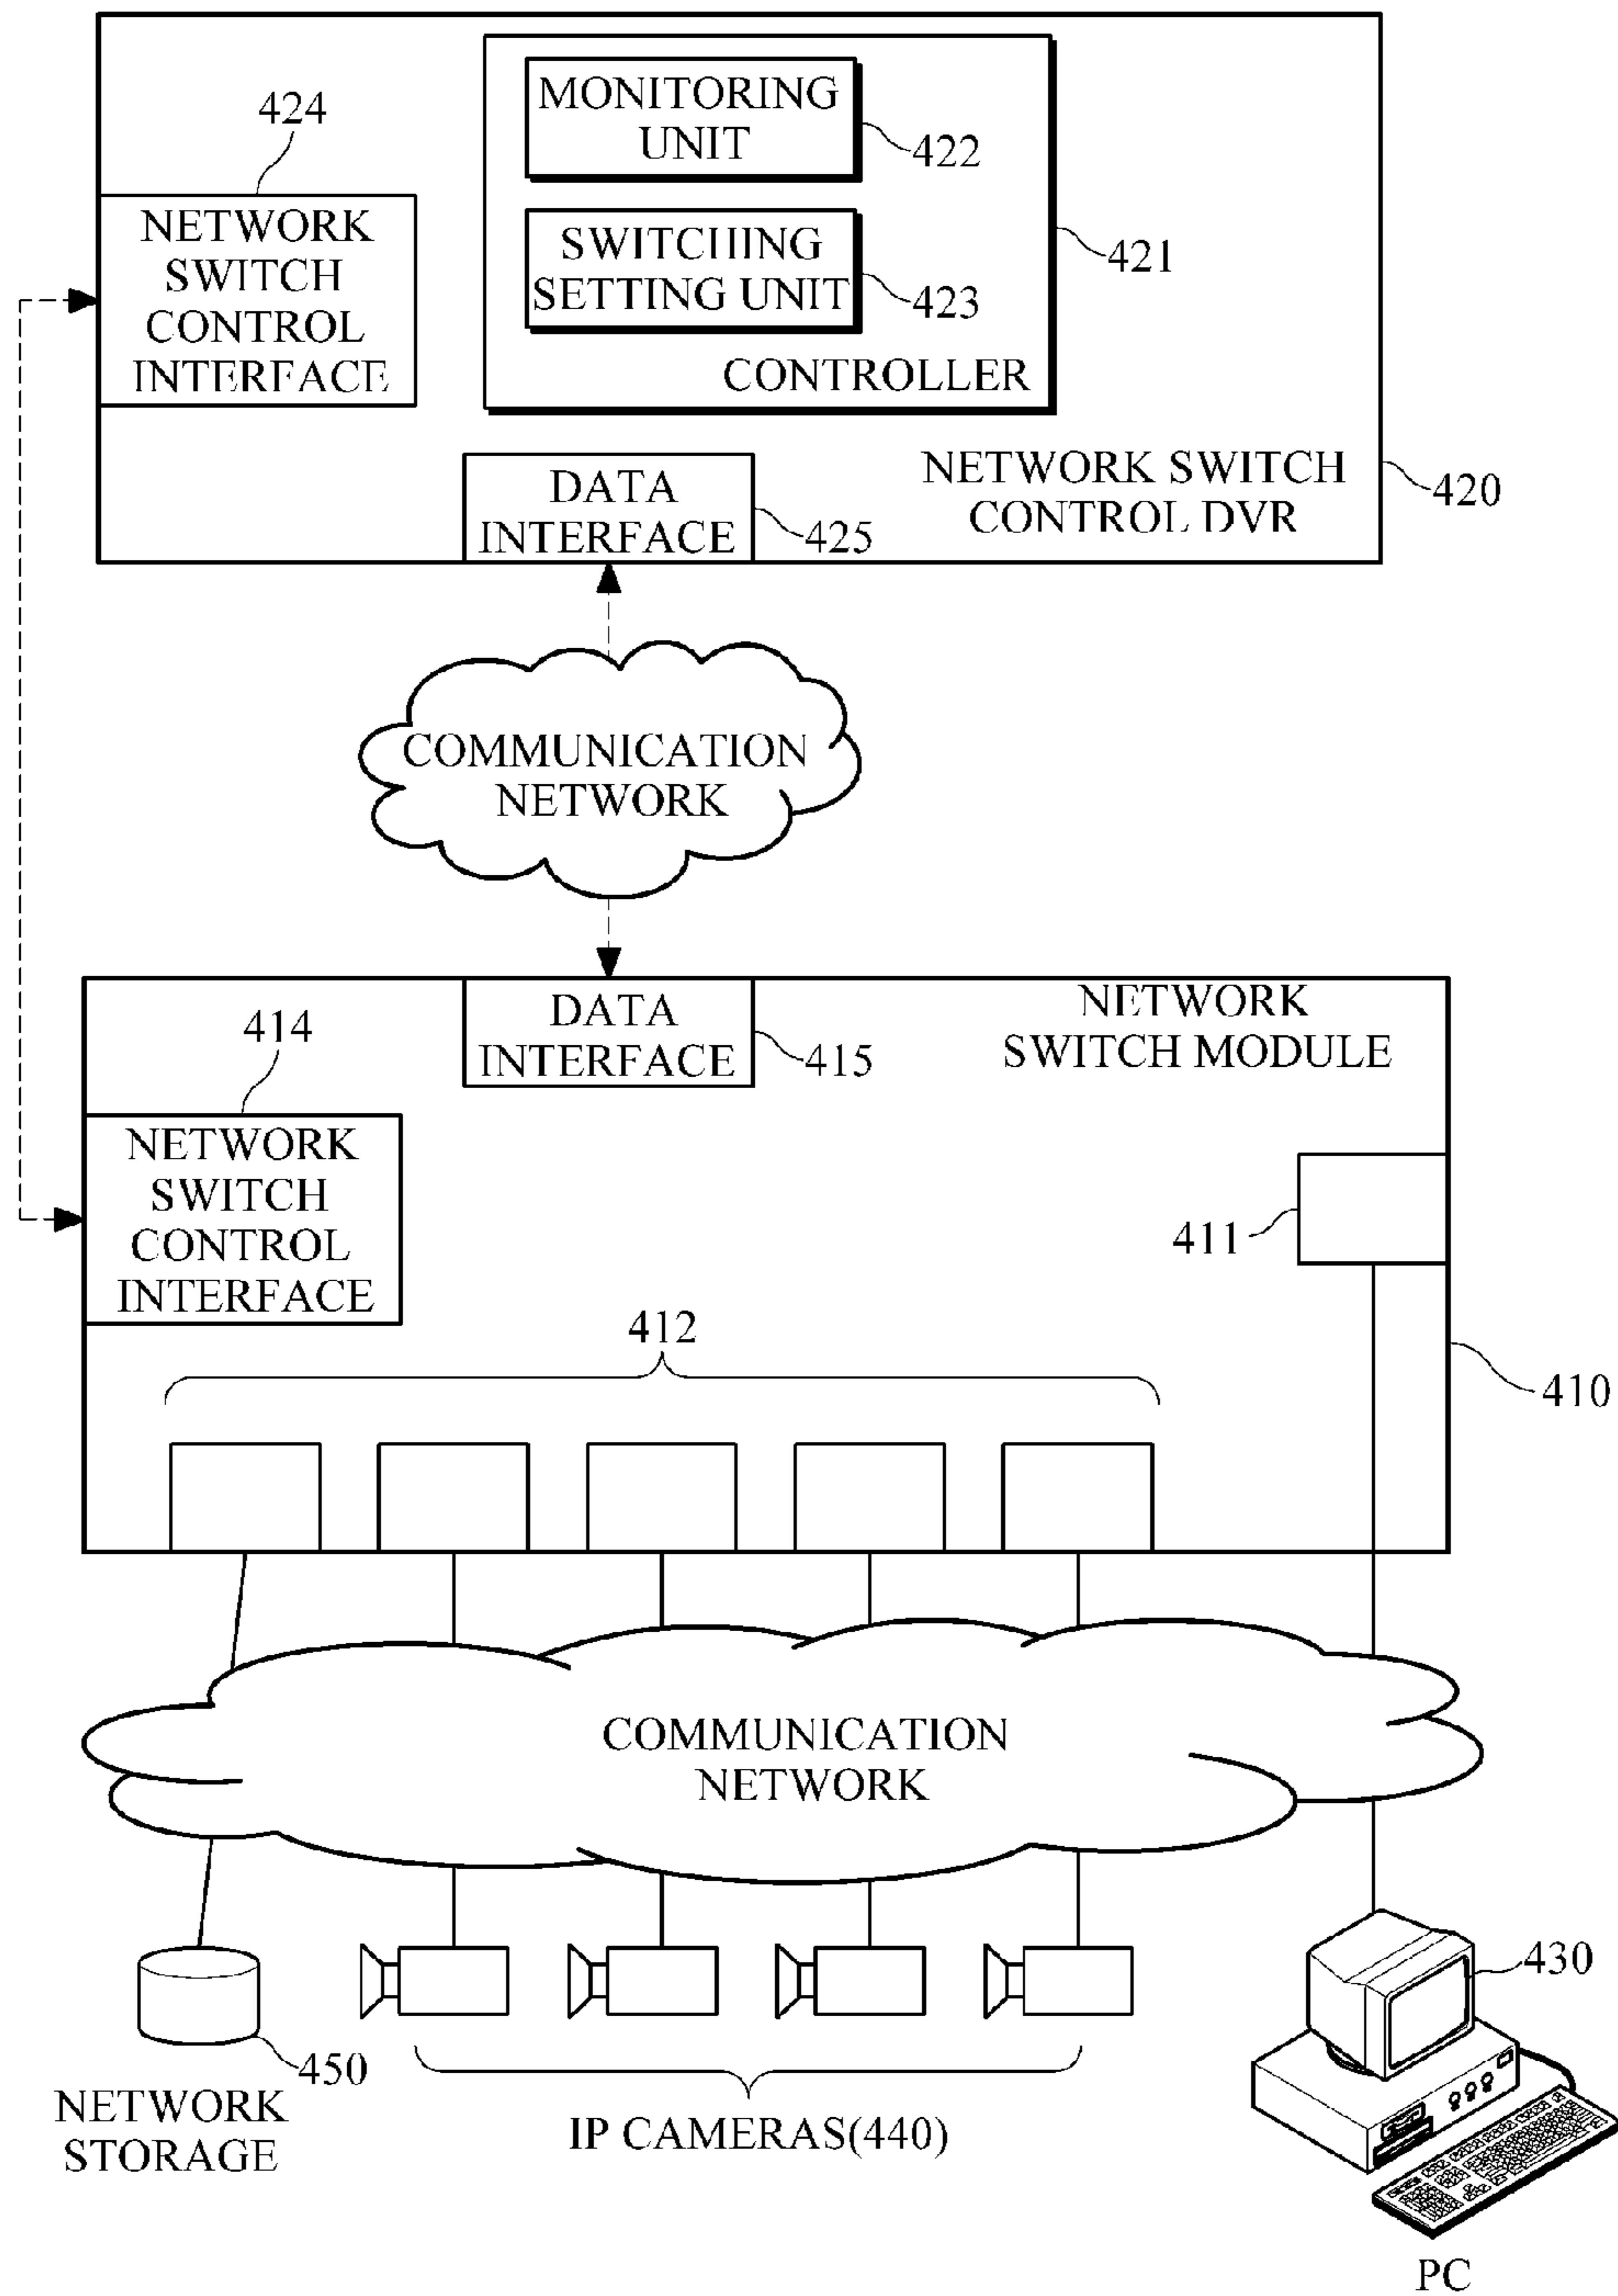 MONITORING
UNIT
422
424
NETWORK
SWITCH
CONTROL
INTERFACE
SWITCHING
SETTING UNIT
423
421
CONTROLLER
NETWORK SWITCH
CONTROL DVR
420
DATA
INTERFACE
425
COMMUNICATION
NETWORK
DATA
INTERFACE
415
NETWORK
SWITCH MODULE
414
NETWORK
SWITCH
CONTROL
INTERFACE
411
412
410
COMMUNICATION
NETWORK
430
450
NETWORK
STORAGE
IP CAMERAS(440)
PC